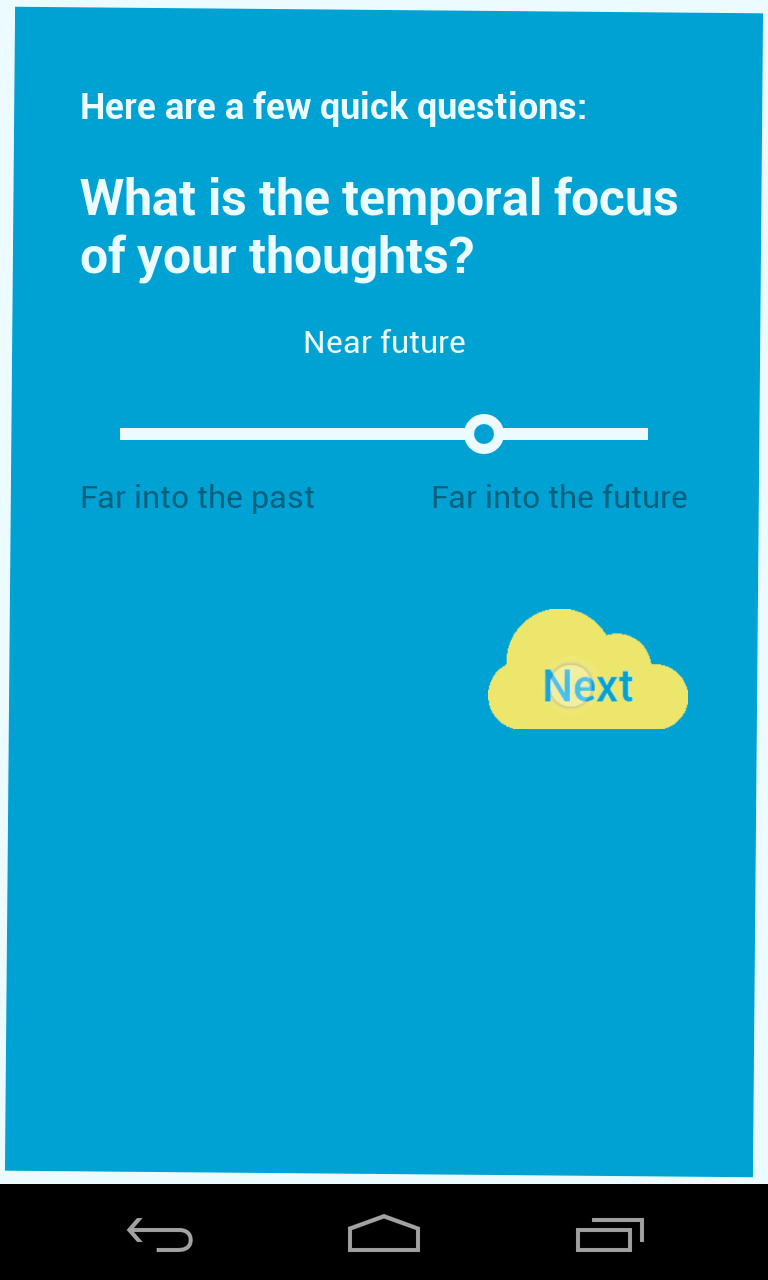 Here are a few quick questions:
What is the temporal focus
of your thoughts?
Near future
Far into the past
Far into the future
Next